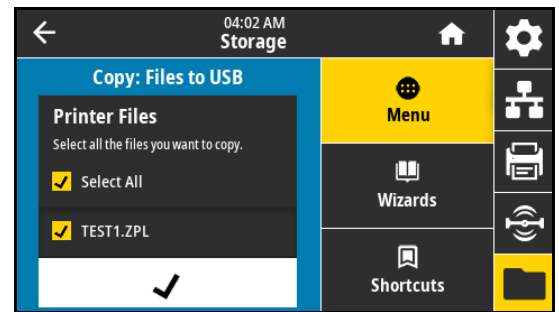 04:02 AM
Storage
Copy: Files to USB
Printer Files
Select all the files you want to copy.
Select All
TEST1.ZPL
Menu
Wizards
Shortcuts